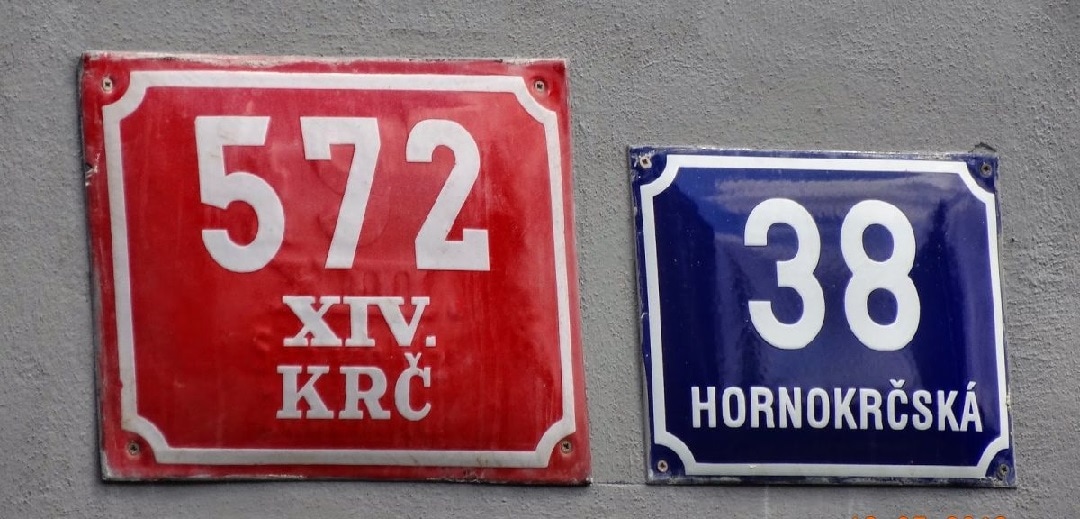 572
XIV.
KRČ
38
HORNOKRČSKÁ